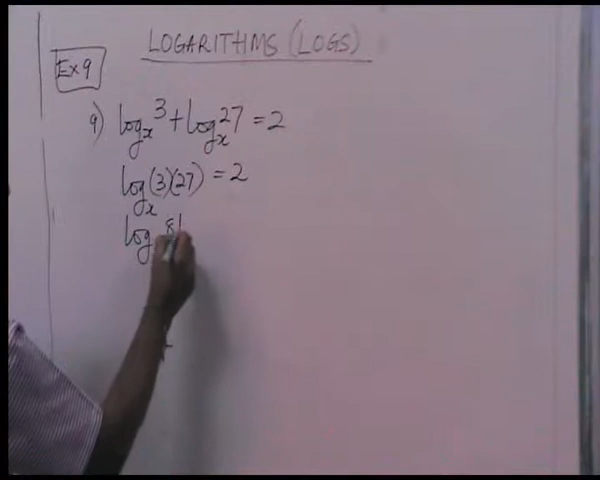 LOGARITHMS (LOGS)
Ex 9
9) logₓ3 + logₓ27 = 2
logₓ(3)(27) = 2
log 81